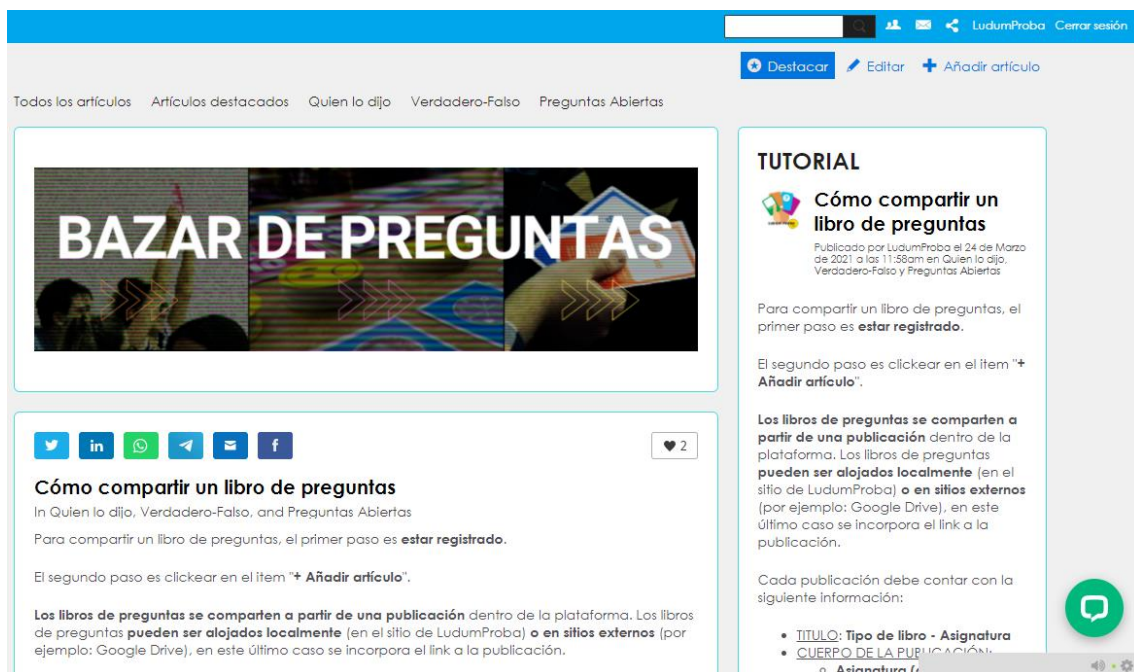 LudumProba Cerrar sesión
Destacar Editar Añadir artículo
Todos los artículos Artículos destacados Quien lo dijo Verdadero-Falso Preguntas Abiertas
BAZAR DE PREGUNTAS
2
Cómo compartir un libro de preguntas
In Quien lo dijo, Verdadero-Falso, and Preguntas Abiertas
Para compartir un libro de preguntas, el primer paso es estar registrado.
El segundo paso es clickear en el item "+ Añadir artículo".
Los libros de preguntas se comparten a partir de una publicación dentro de la plataforma. Los libros
de preguntas pueden ser alojados localmente (en el sitio de LudumProba) o en sitios externos (por
ejemplo: Google Drive), en este último caso se incorpora el link a la publicación.
TUTORIAL
Cómo compartir un
libro de preguntas
Publicado por LudumProba el 24 de Marzo
de 2021 a las 11:58am en Quien lo dijo,
Verdadero-Falso y Preguntas Abiertas
Para compartir un libro de preguntas, el
primer paso es estar registrado.
El segundo paso es clickear en el item "+
Añadir artículo".
Los libros de preguntas se comparten a
partir de una publicación dentro de la
plataforma. Los libros de preguntas
pueden ser alojados localmente (en el
sitio de LudumProba) o en sitios externos
(por ejemplo: Google Drive), en este
último caso se incorpora el link a la
publicación.
Cada publicación debe contar con la
siguiente información:
TITULO: Tipo de libro - Asignatura
CUERPO DE LA PUBLICACIÓN:
Asignatura